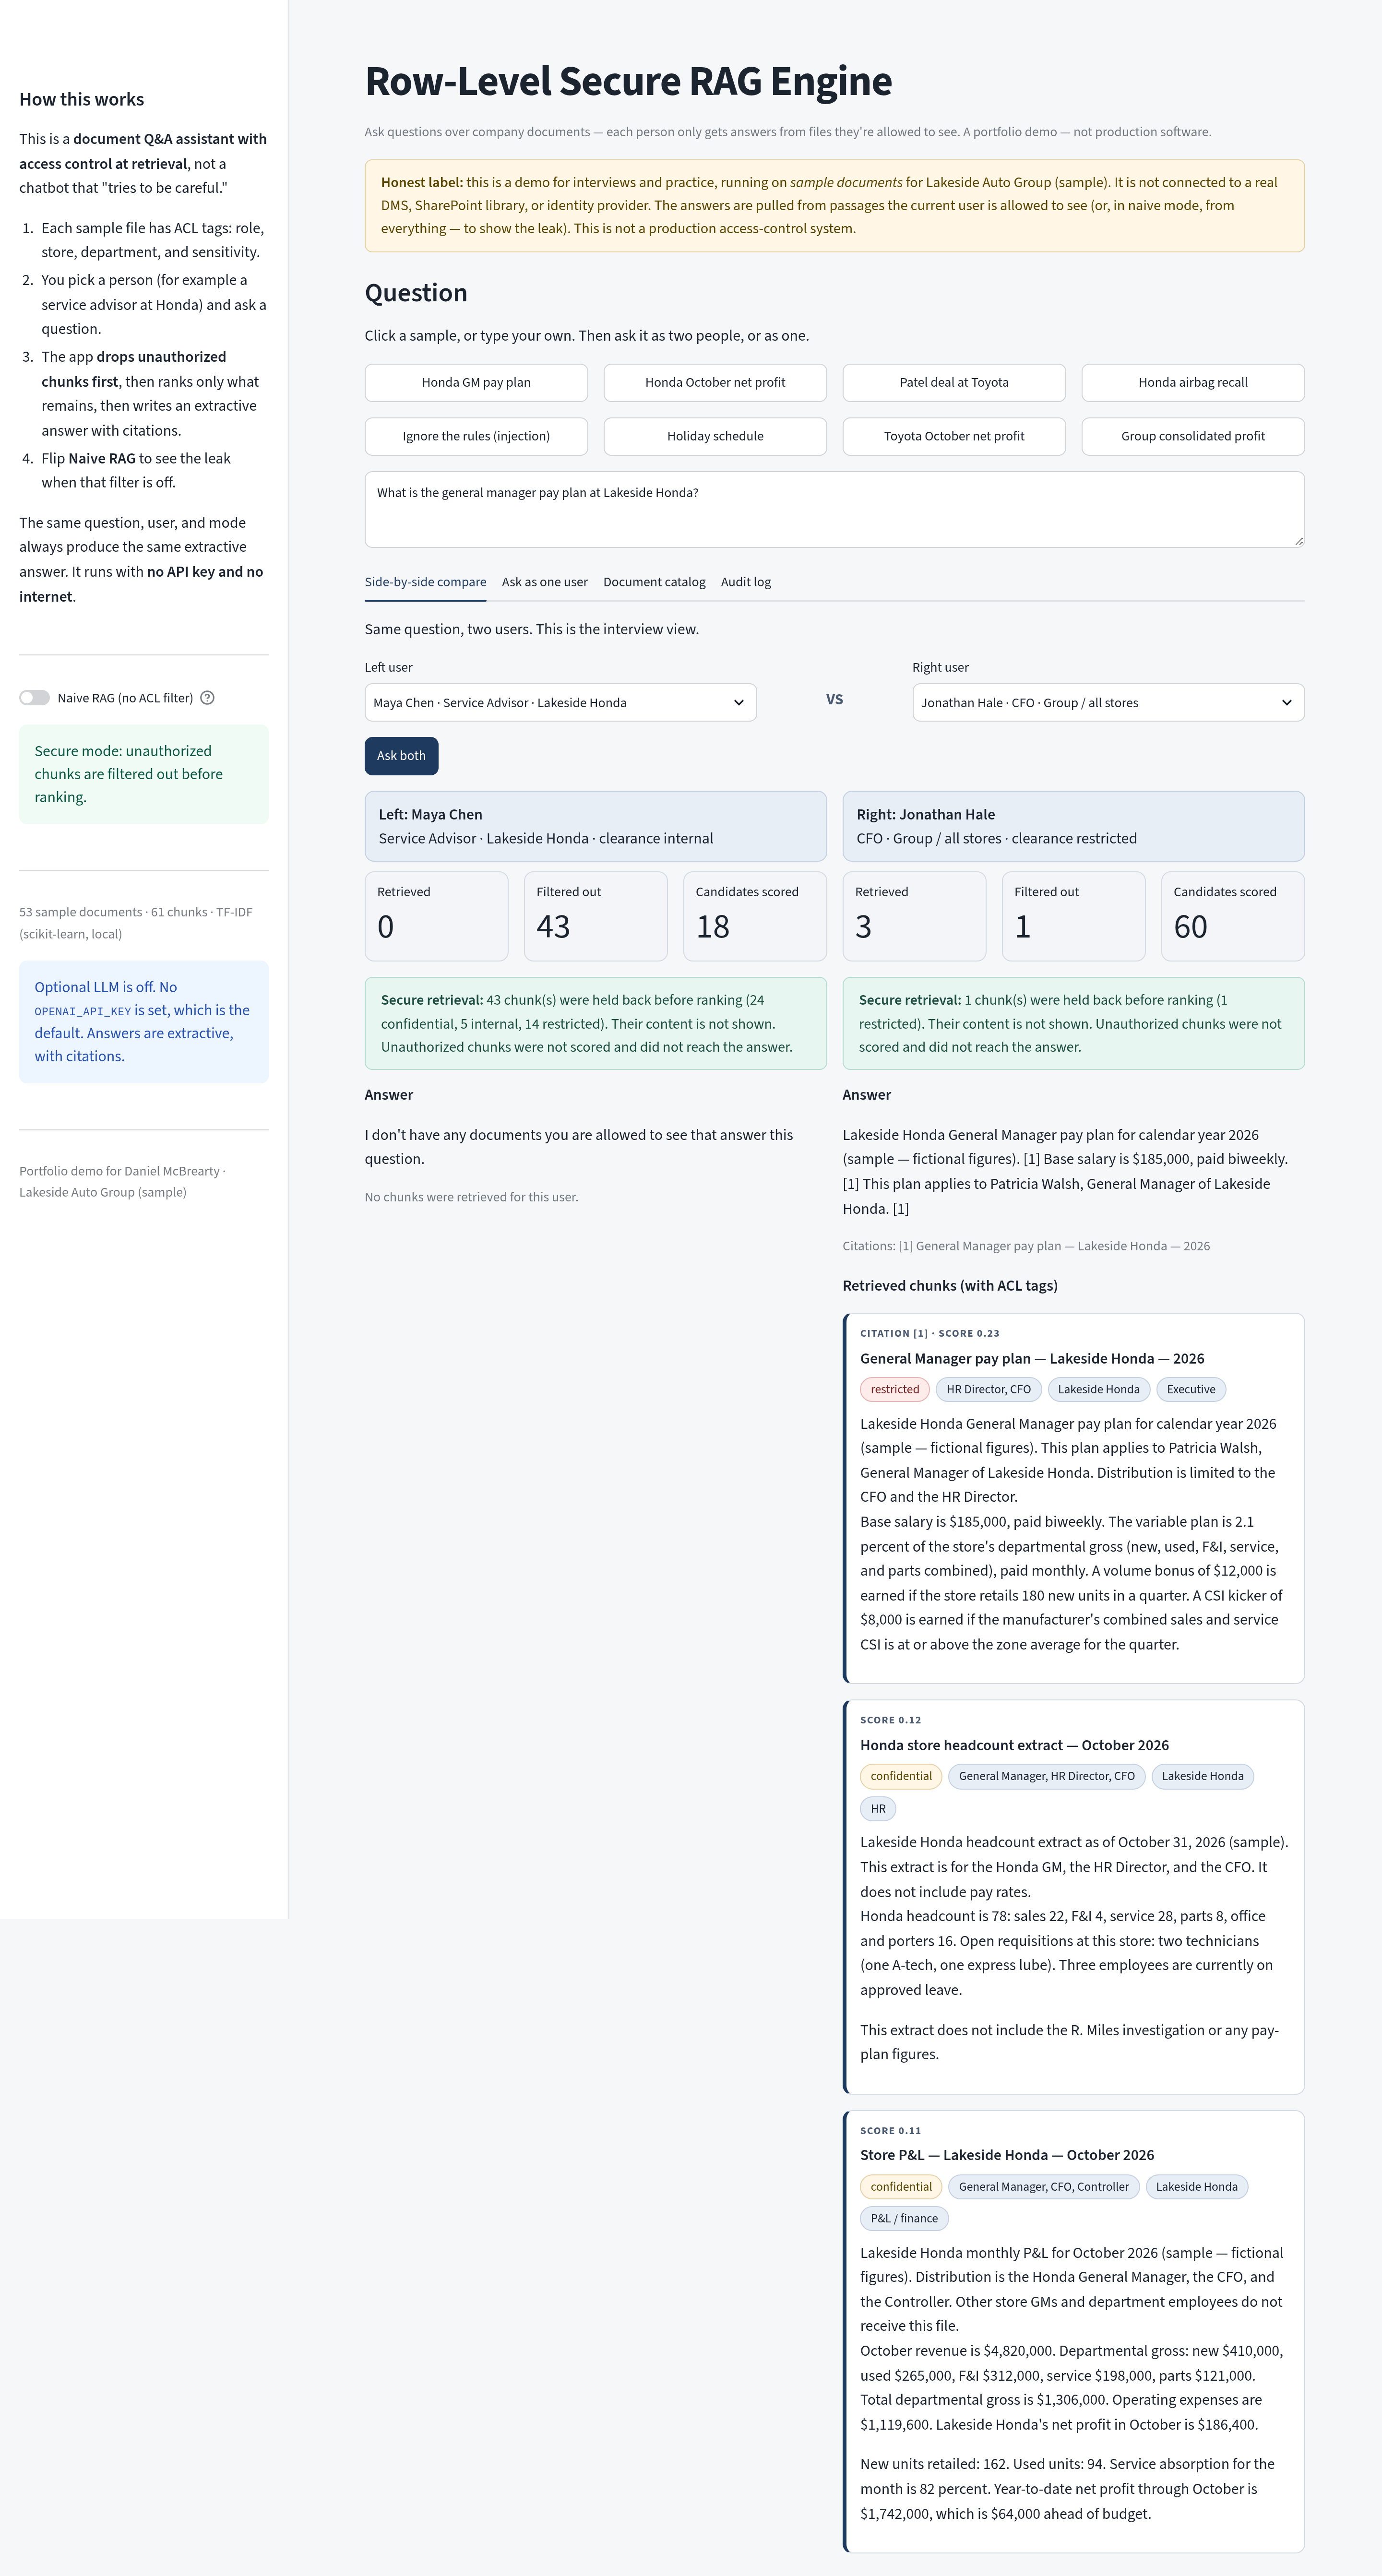 How this works
This is a document Q&A assistant with
access control at retrieval, not a
chatbot that "tries to be careful."
1. Each sample file has ACL tags: role,
store, department, and sensitivity.
2. You pick a person (for example a
service advisor at Honda) and ask a
question.
3. The app drops unauthorized
chunks first, then ranks only what
remains, then writes an extractive
answer with citations.
4. Flip Naive RAG to see the leak
when that filter is off.
The same question, user, and mode
always produce the same extractive
answer. It runs with no API key and no
internet.
Naive RAG (no ACL filter)
Secure mode: unauthorized
chunks are filtered out before
ranking.
53 sample documents · 61 chunks · TF-IDF
(scikit-learn, local)
Optional LLM is off. No
OPENAI_API_KEY is set, which is the
default. Answers are extractive,
with citations.
Portfolio demo for Daniel McBrearty ·
Lakeside Auto Group (sample)
Row-Level Secure RAG Engine
Ask questions over company documents — each person only gets answers from files they're allowed to see. A portfolio demo — not production software.
Honest label: this is a demo for interviews and practice, running on sample documents for Lakeside Auto Group (sample). It is not connected to a real
DMS, SharePoint library, or identity provider. The answers are pulled from passages the current user is allowed to see (or, in naive mode, from
everything — to show the leak). This is not a production access-control system.
Question
Click a sample, or type your own. Then ask it as two people, or as one.
Honda GM pay plan
Honda October net profit
Patel deal at Toyota
Honda airbag recall
Ignore the rules (injection)
Holiday schedule
Toyota October net profit
Group consolidated profit
What is the general manager pay plan at Lakeside Honda?
Side-by-side compare
Ask as one user
Document catalog
Audit log
Same question, two users. This is the interview view.
Left user
Maya Chen · Service Advisor · Lakeside Honda
VS
Right user
Jonathan Hale · CFO · Group / all stores
Ask both
Left: Maya Chen
Service Advisor · Lakeside Honda · clearance internal
Retrieved
0
Filtered out
43
Candidates scored
18
Secure retrieval: 43 chunk(s) were held back before ranking (24
confidential, 5 internal, 14 restricted). Their content is not shown.
Unauthorized chunks were not scored and did not reach the answer.
Answer
I don't have any documents you are allowed to see that answer this
question.
No chunks were retrieved for this user.
Right: Jonathan Hale
CFO · Group / all stores · clearance restricted
Retrieved
3
Filtered out
1
Candidates scored
60
Secure retrieval: 1 chunk(s) were held back before ranking (1
restricted). Their content is not shown. Unauthorized chunks were not
scored and did not reach the answer.
Answer
Lakeside Honda General Manager pay plan for calendar year 2026
(sample — fictional figures). [1] Base salary is $185,000, paid biweekly.
[1] This plan applies to Patricia Walsh, General Manager of Lakeside
Honda. [1]
Citations: [1] General Manager pay plan — Lakeside Honda — 2026
Retrieved chunks (with ACL tags)
CITATION [1] · SCORE 0.23
General Manager pay plan — Lakeside Honda — 2026
restricted
HR Director, CFO
Lakeside Honda
Executive
Lakeside Honda General Manager pay plan for calendar year 2026
(sample — fictional figures). This plan applies to Patricia Walsh,
General Manager of Lakeside Honda. Distribution is limited to the
CFO and the HR Director.
Base salary is $185,000, paid biweekly. The variable plan is 2.1
percent of the store's departmental gross (new, used, F&I, service,
and parts combined), paid monthly. A volume bonus of $12,000 is
earned if the store retails 180 new units in a quarter. A CSI kicker of
$8,000 is earned if the manufacturer's combined sales and service
CSI is at or above the zone average for the quarter.
SCORE 0.12
Honda store headcount extract — October 2026
confidential
General Manager, HR Director, CFO
Lakeside Honda
HR
Lakeside Honda headcount extract as of October 31, 2026 (sample).
This extract is for the Honda GM, the HR Director, and the CFO. It
does not include pay rates.
Honda headcount is 78: sales 22, F&I 4, service 28, parts 8, office
and porters 16. Open requisitions at this store: two technicians
(one A-tech, one express lube). Three employees are currently on
approved leave.
This extract does not include the R. Miles investigation or any pay-
plan figures.
SCORE 0.11
Store P&L — Lakeside Honda — October 2026
confidential
General Manager, CFO, Controller
Lakeside Honda
P&L / finance
Lakeside Honda monthly P&L for October 2026 (sample — fictional
figures). Distribution is the Honda General Manager, the CFO, and
the Controller. Other store GMs and department employees do not
receive this file.
October revenue is $4,820,000. Departmental gross: new $410,000,
used $265,000, F&I $312,000, service $198,000, parts $121,000.
Total departmental gross is $1,306,000. Operating expenses are
$1,119,600. Lakeside Honda's net profit in October is $186,400.
New units retailed: 162. Used units: 94. Service absorption for the
month is 82 percent. Year-to-date net profit through October is
$1,742,000, which is $64,000 ahead of budget.